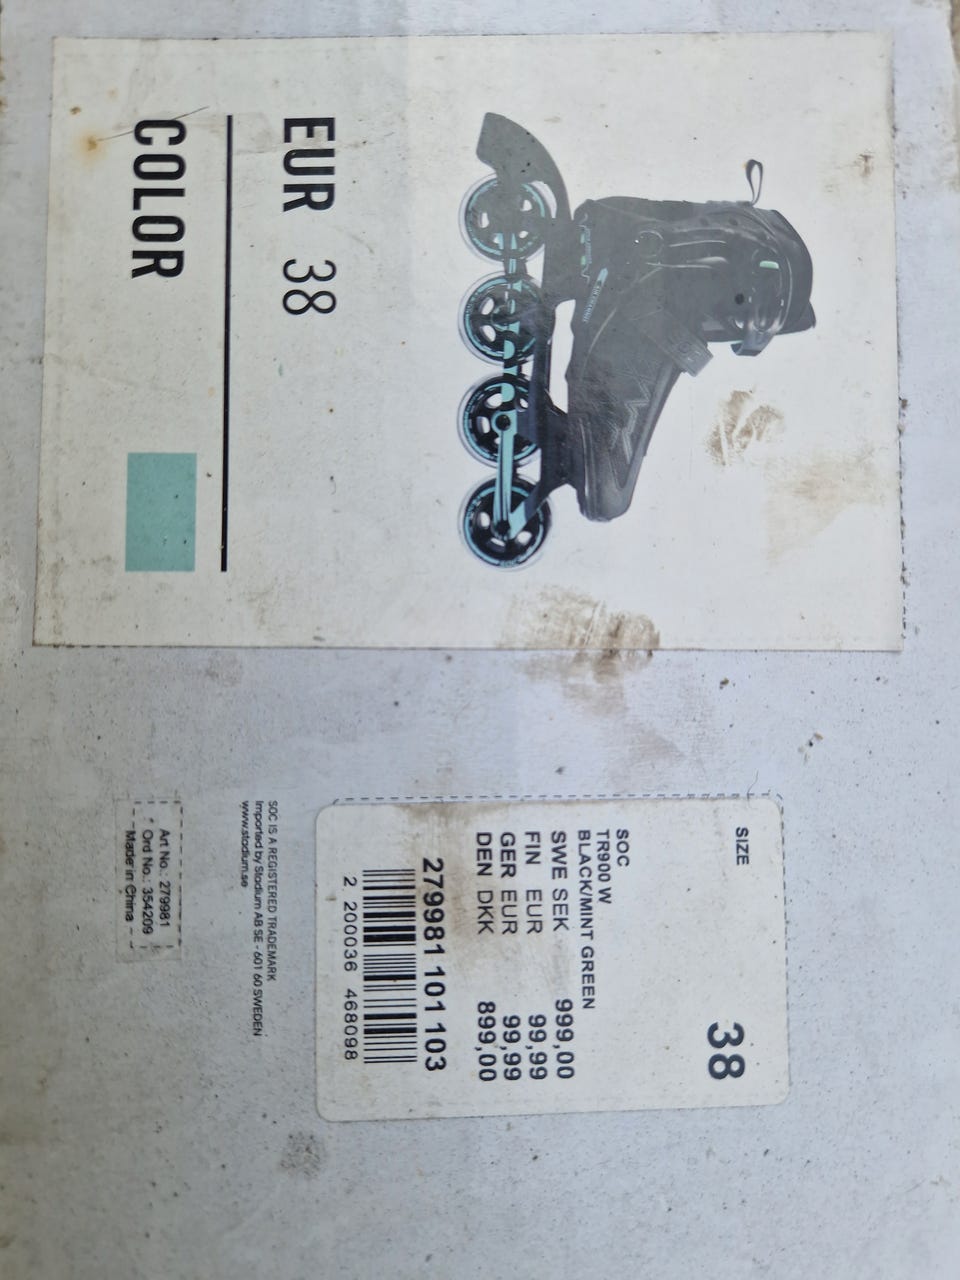 EUR 38
COLOR
SIZE 38
SOC
TR900 W
BLACK/MINT GREEN
SWE SEK 999,00
FIN EUR 99,99
GER EUR 99,99
DEN DKK 899,00
279981 101 103
2 200036 468098
SOC IS A REGISTERED TRADEMARK
Imported by Stadium AB SE - 601 60 SWEDEN
www.stadium.se
Art No.: 279981
Ord No.: 354209
Made in China